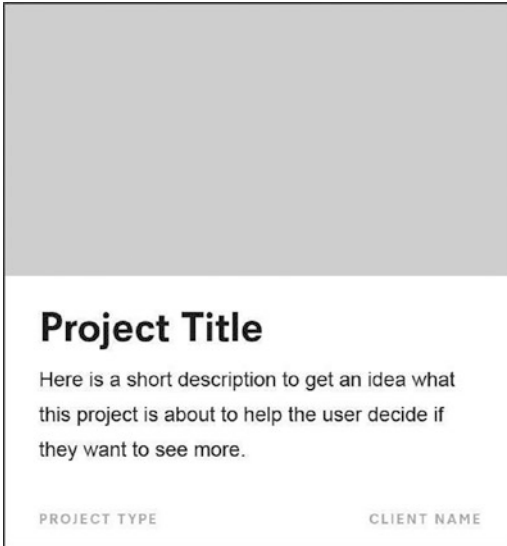 Project Title
Here is a short description to get an idea what
this project is about to help the user decide if
they want to see more.
PROJECT TYPE CLIENT NAME